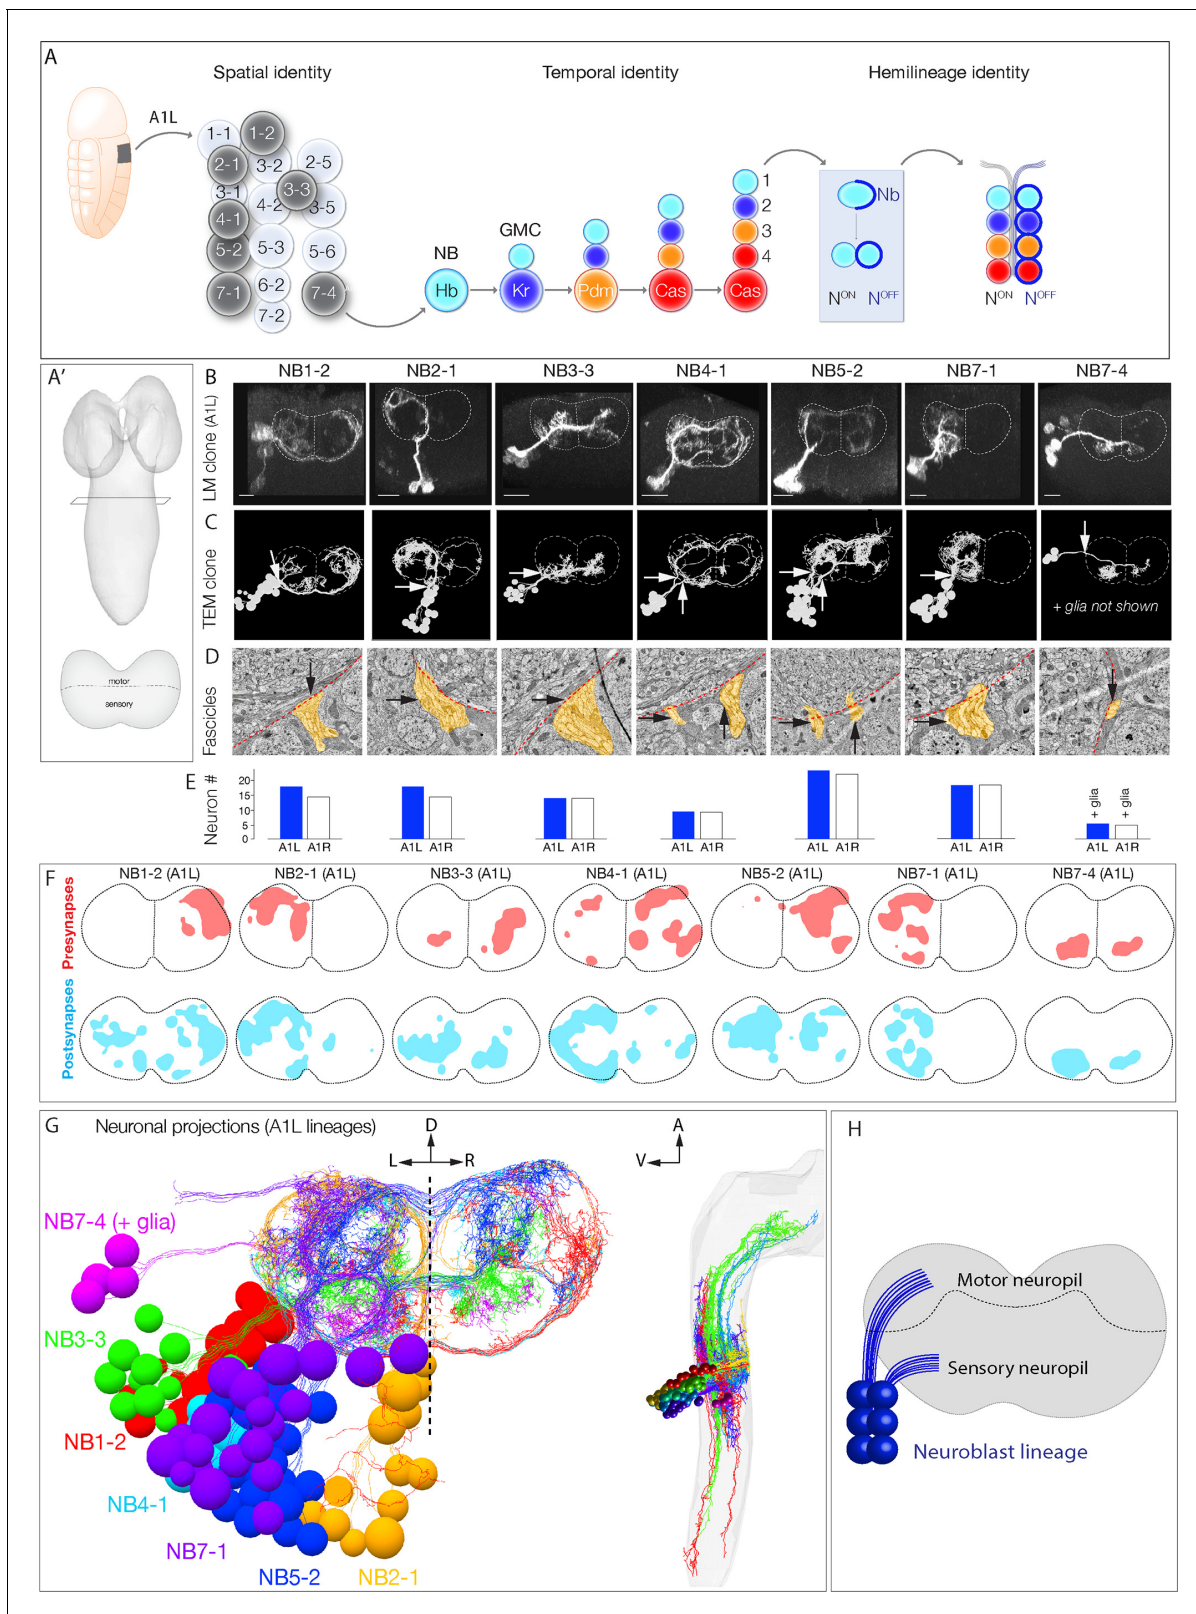 A
Spatial identity
Temporal identity
Hemilineage identity
A1L
1-1
1-2
2-1
3-2
2-5
3-1
3-3
4-1
4-2
3-5
5-2
5-3
5-6
7-1
6-2
7-4
7-2
NB
GMC
Hb
Kr
Pdm
Cas
Cas
1
2
3
4
Nb
N^ON N^OFF
N^ON N^OFF
A'
motor
sensory
NB1-2 NB2-1 NB3-3 NB4-1 NB5-2 NB7-1 NB7-4
B
LM clone (A1L)
C
TEM clone
+ glia not shown
D
Fascicles
E
Neuron #
20
15
10
5
0
+ glia
+ glia
A1L A1R A1L A1R A1L A1R A1L A1R A1L A1R A1L A1R A1L A1R
F
NB1-2 (A1L) NB2-1 (A1L) NB3-3 (A1L) NB4-1 (A1L) NB5-2 (A1L) NB7-1 (A1L) NB7-4 (A1L)
Presynapses
Postsynapses
G
Neuronal projections (A1L lineages)
D
L
R
A
V
NB7-4 (+ glia)
NB3-3
NB1-2
NB4-1
NB7-1
NB5-2
NB2-1
H
Motor neuropil
Sensory neuropil
Neuroblast lineage